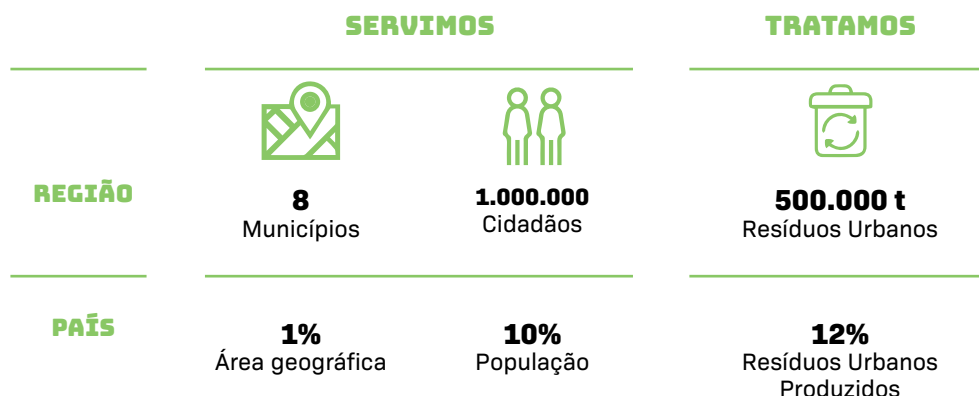 SERVIMOS
TRATAMOS
REGIÃO
8
Municípios
1.000.000
Cidadãos
500.000 t
Resíduos Urbanos
PAÍS
1%
Área geográfica
10%
População
12%
Resíduos Urbanos
Produzidos